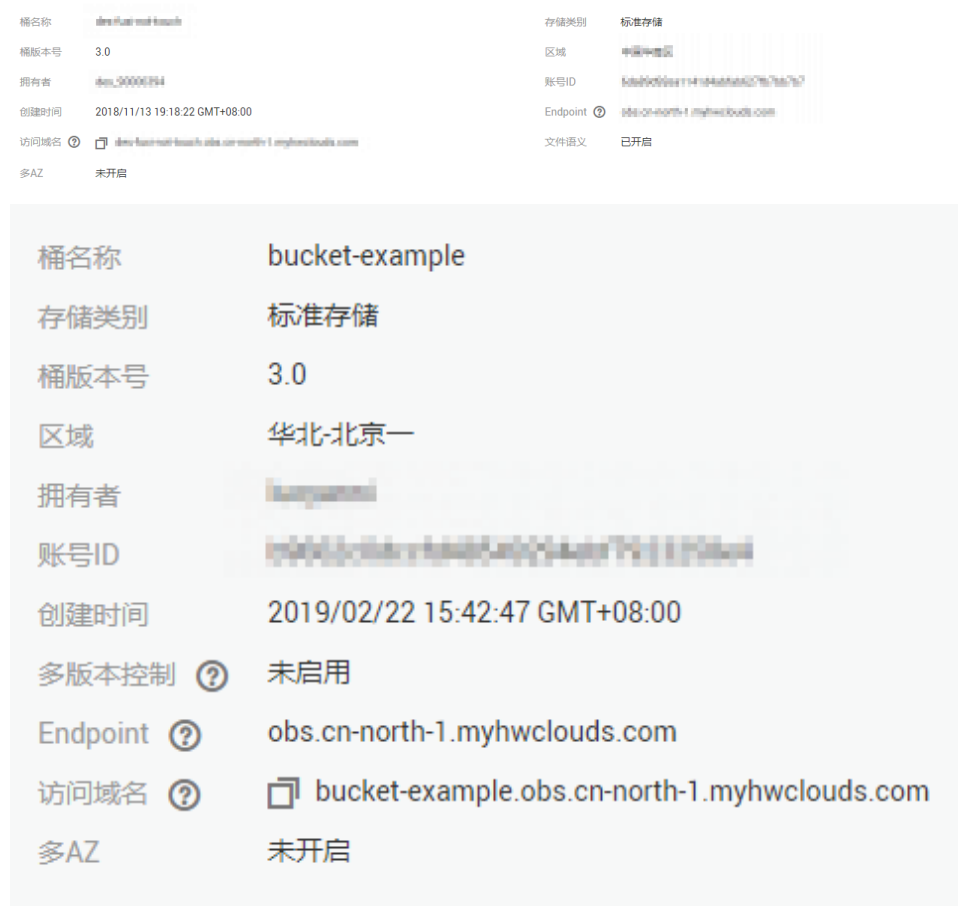 桶名称 存储类别 标准存储
桶版本号 3.0 区域
拥有者 账号ID
创建时间 2018/11/13 19:18:22 GMT+08:00 Endpoint ?
访问域名 ? 文件语义 已开启
多AZ 未开启
桶名称 bucket-example
存储类别 标准存储
桶版本号 3.0
区域 华北-北京一
拥有者
账号ID
创建时间 2019/02/22 15:42:47 GMT+08:00
多版本控制 ? 未启用
Endpoint ? obs.cn-north-1.myhwclouds.com
访问域名 ? bucket-example.obs.cn-north-1.myhwclouds.com
多AZ 未开启